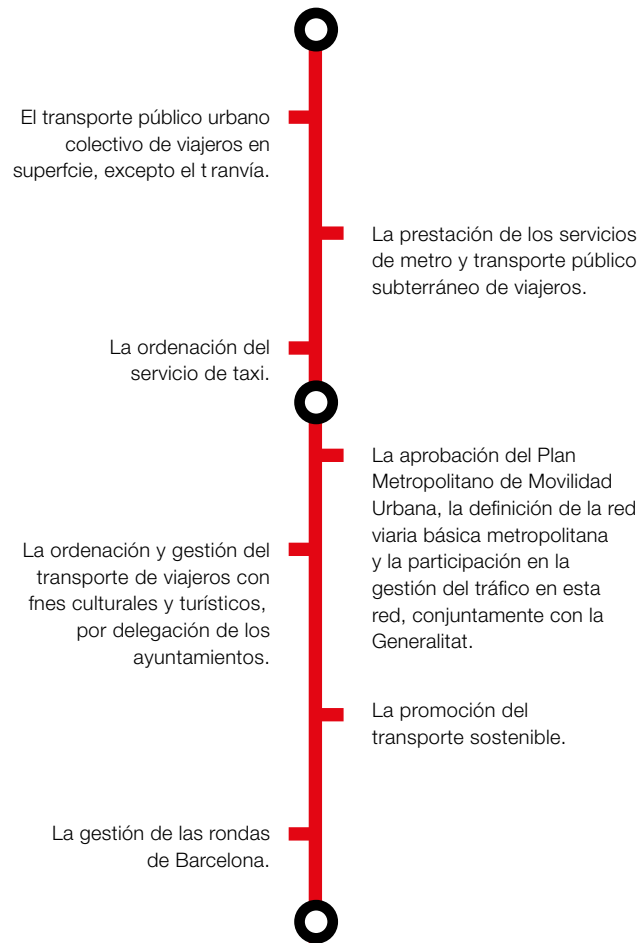 El transporte público urbano
colectivo de viajeros en
superfcie, excepto el t ranvía.
La prestación de los servicios
de metro y transporte público
subterráneo de viajeros.
La ordenación del
servicio de taxi.
La aprobación del Plan
Metropolitano de Movilidad
Urbana, la definición de la red
viaria básica metropolitana
y la participación en la
gestión del tráfico en esta
red, conjuntamente con la
Generalitat.
La ordenación y gestión del
transporte de viajeros con
fnes culturales y turísticos,
por delegación de los
ayuntamientos.
La promoción del
transporte sostenible.
La gestión de las rondas
de Barcelona.